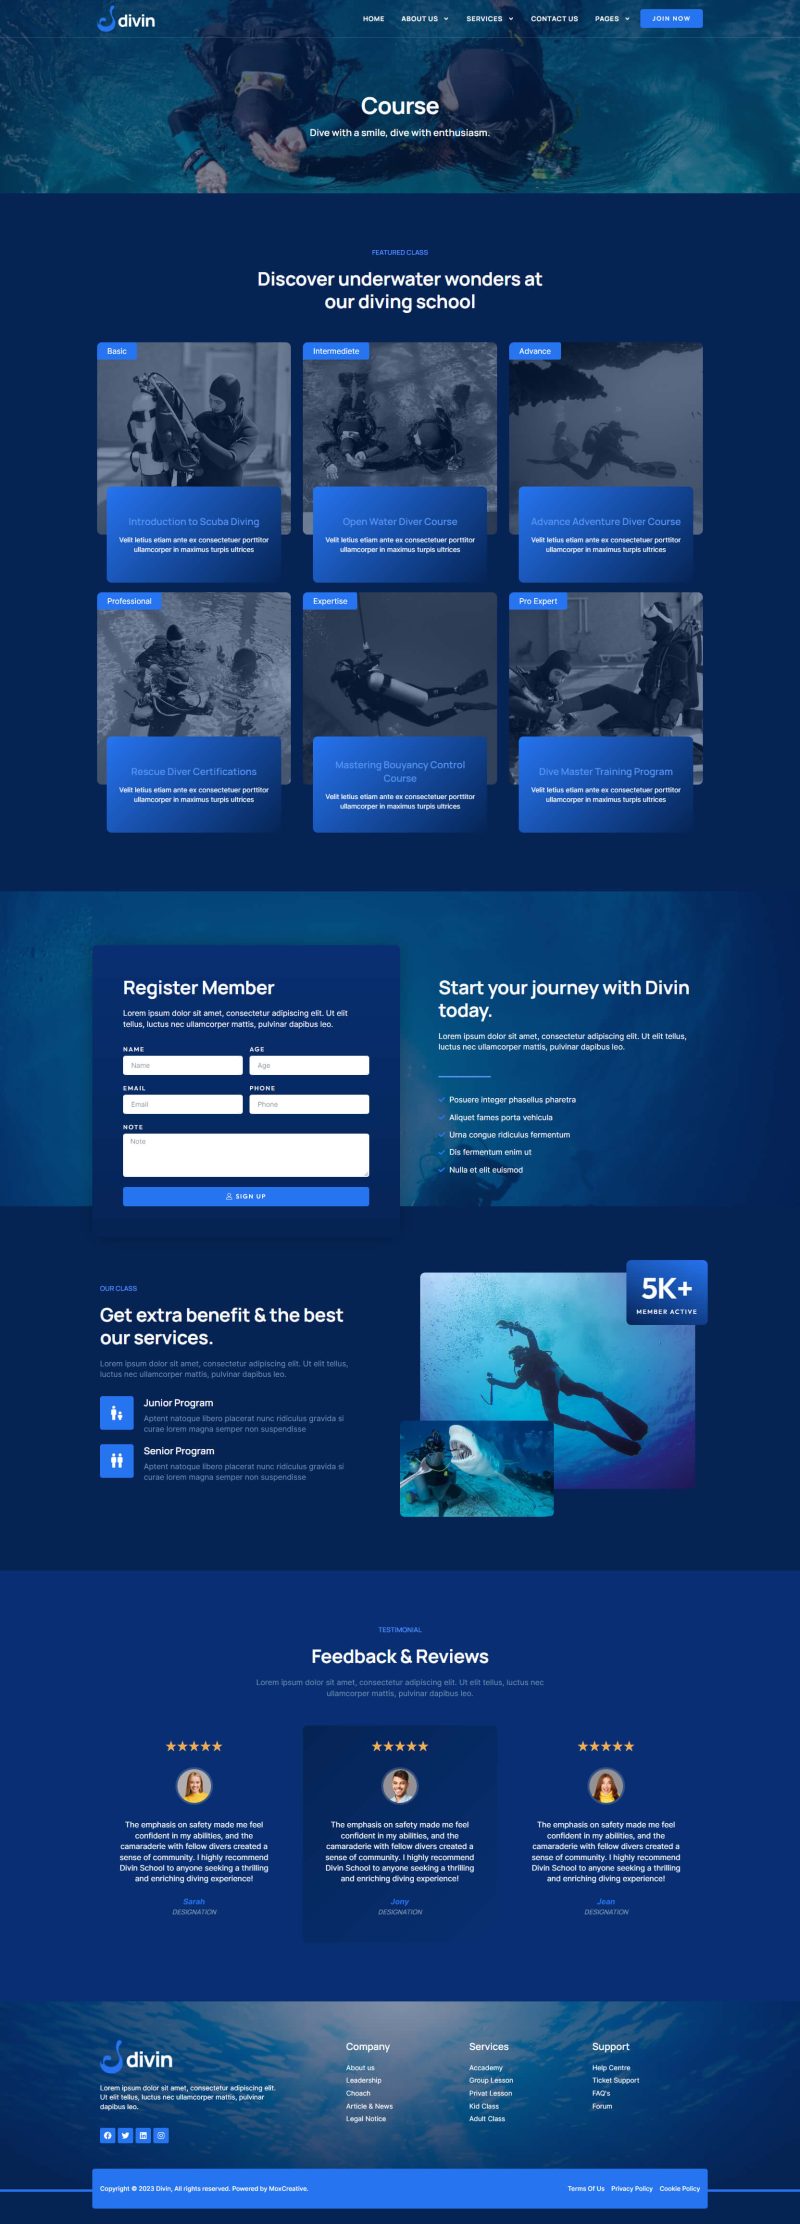 divin
HOME ABOUT US SERVICES CONTACT US PAGES JOIN NOW
Course
Dive with a smile, dive with enthusiasm.
FEATURED CLASS
Discover underwater wonders at
our diving school
Basic
Introduction to Scuba Diving
Velit letius etiam ante ex consectetuer porttitor
ullamcorper in maximus turpis ultrices
Intermediete
Open Water Diver Course
Velit letius etiam ante ex consectetuer porttitor
ullamcorper in maximus turpis ultrices
Advance
Advance Adventure Diver Course
Velit letius etiam ante ex consectetuer porttitor
ullamcorper in maximus turpis ultrices
Professional
Rescue Diver Certifications
Velit letius etiam ante ex consectetuer porttitor
ullamcorper in maximus turpis ultrices
Expertise
Mastering Bouyancy Control
Course
Velit letius etiam ante ex consectetuer porttitor
ullamcorper in maximus turpis ultrices
Pro Expert
Dive Master Training Program
Velit letius etiam ante ex consectetuer porttitor
ullamcorper in maximus turpis ultrices
Register Member
Lorem ipsum dolor sit amet, consectetur adipiscing elit. Ut elit
tellus, luctus nec ullamcorper mattis, pulvinar dapibus leo.
NAME AGE
Name Age
EMAIL PHONE
Email Phone
NOTE
Note
SIGN UP
Start your journey with Divin
today.
Lorem ipsum dolor sit amet, consectetur adipiscing elit. Ut elit tellus,
luctus nec ullamcorper mattis, pulvinar dapibus leo.
Posuere integer phasellus pharetra
Aliquet fames porta vehicula
Urna congue ridiculus fermentum
Dis fermentum enim ut
Nulla et elit euismod
OUR CLASS
Get extra benefit & the best
our services.
Lorem ipsum dolor sit amet, consectetur adipiscing elit. Ut elit tellus,
luctus nec ullamcorper mattis, pulvinar dapibus leo.
Junior Program
Aptent natoque libero placerat nunc ridiculus gravida si
curae lorem magna semper non suspendisse
Senior Program
Aptent natoque libero placerat nunc ridiculus gravida si
curae lorem magna semper non suspendisse
5K+
MEMBER ACTIVE
TESTIMONIAL
Feedback & Reviews
Lorem ipsum dolor sit amet, consectetur adipiscing elit. Ut elit tellus, luctus nec
ullamcorper mattis, pulvinar dapibus leo.
The emphasis on safety made me feel
confident in my abilities, and the
camaraderie with fellow divers created a
sense of community. I highly recommend
Divin School to anyone seeking a thrilling
and enriching diving experience!
Sarah
DESIGNATION
The emphasis on safety made me feel
confident in my abilities, and the
camaraderie with fellow divers created a
sense of community. I highly recommend
Divin School to anyone seeking a thrilling
and enriching diving experience!
Jony
DESIGNATION
The emphasis on safety made me feel
confident in my abilities, and the
camaraderie with fellow divers created a
sense of community. I highly recommend
Divin School to anyone seeking a thrilling
and enriching diving experience!
Jean
DESIGNATION
divin
Lorem ipsum dolor sit amet, consectetur adipiscing elit.
Ut elit tellus, luctus nec ullamcorper mattis, pulvinar
dapibus leo.
Company
About us
Leadership
Choach
Article & News
Legal Notice
Services
Accademy
Group Lesson
Privat Lesson
Kid Class
Adult Class
Support
Help Centre
Ticket Support
FAQ's
Forum
Copyright © 2023 Divin, All rights reserved. Powered by MoxCreative.
Terms Of Us Privacy Policy Cookie Policy